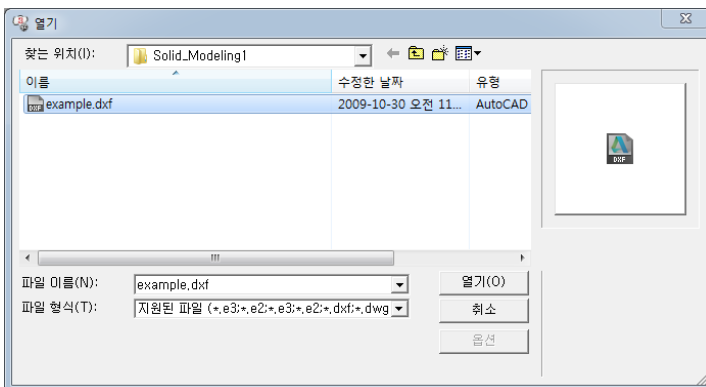 열기
찾는 위치(I): Solid_Modeling1
이름 수정한 날짜 유형
example.dxf 2009-10-30 오전 11... AutoCAD
DXF
파일 이름(N): example.dxf 열기(O)
파일 형식(T): 지원된 파일 (*.e3;*.e2;*.e3;*.e2;*.dxf;*.dwg 취소
옵션